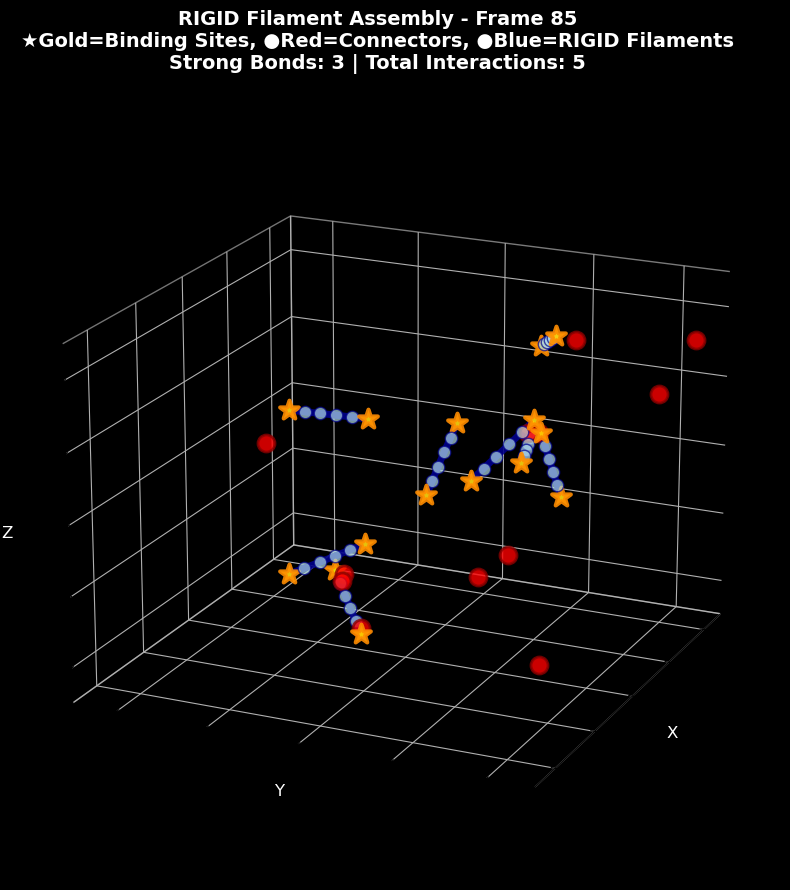 RIGID Filament Assembly - Frame 85
★Gold=Binding Sites, ●Red=Connectors, ●Blue=RIGID Filaments
Strong Bonds: 3 | Total Interactions: 5
Z
X
Y